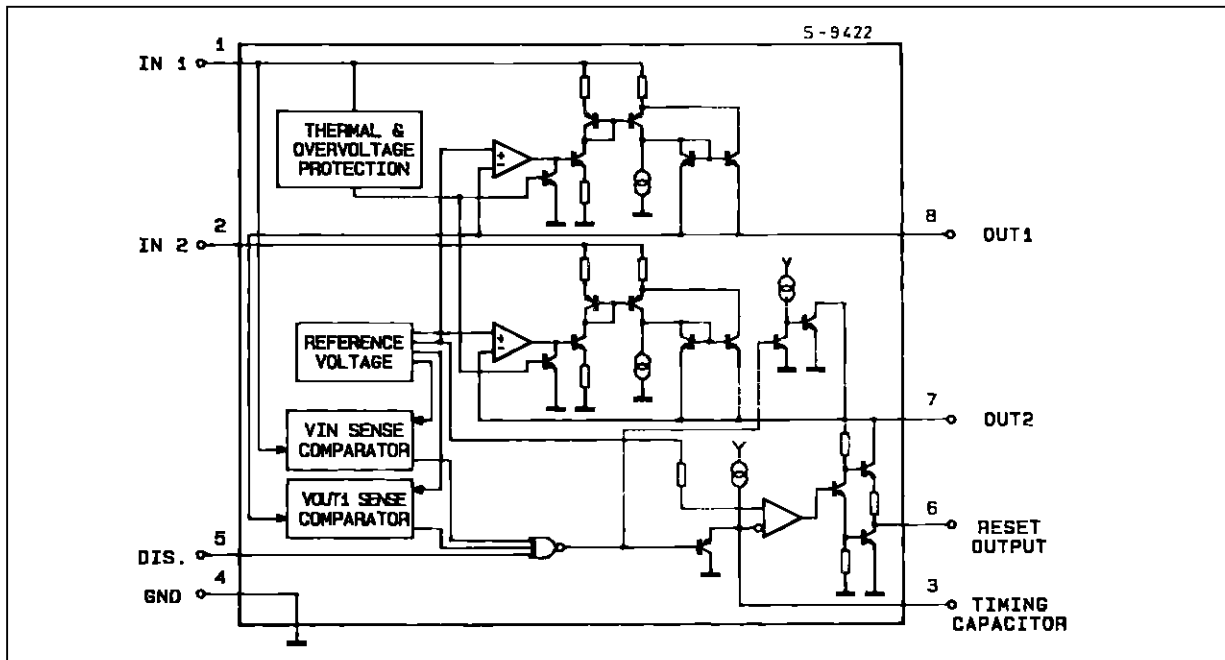 S-9422
1
IN 1
THERMAL &
OVERVOLTAGE
PROTECTION
+
-
2
IN 2
8
OUT1
REFERENCE
VOLTAGE
+
-
7
OUT2
VIN SENSE
COMPARATOR
VOUT1 SENSE
COMPARATOR
6
RESET
OUTPUT
5
DIS.
4
GND
3
TIMING
CAPACITOR